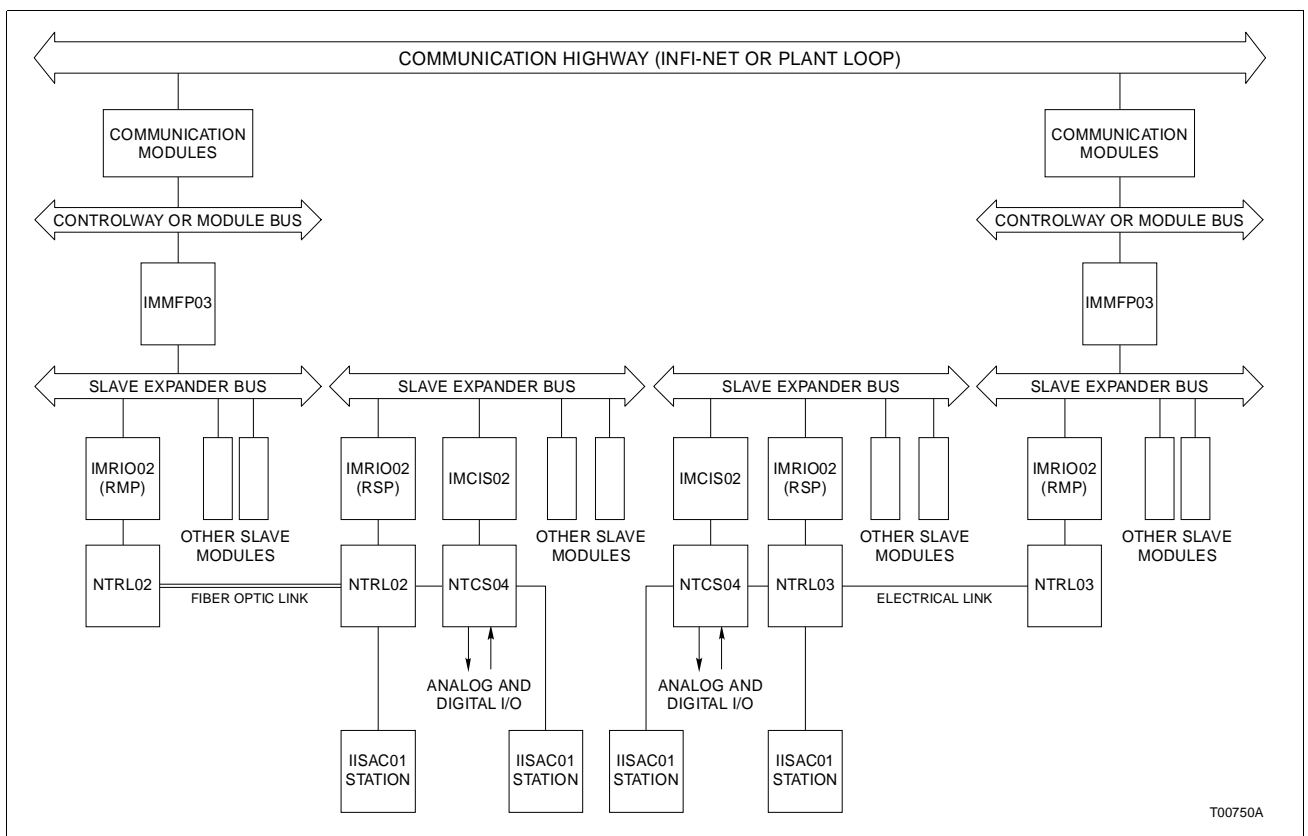 COMMUNICATION HIGHWAY (INFI-NET OR PLANT LOOP)
COMMUNICATION
MODULES
COMMUNICATION
MODULES
CONTROLWAY OR MODULE BUS
CONTROLWAY OR MODULE BUS
IMMFP03
IMMFP03
SLAVE EXPANDER BUS
SLAVE EXPANDER BUS
SLAVE EXPANDER BUS
SLAVE EXPANDER BUS
IMRIO02
(RMP)
OTHER SLAVE
MODULES
IMRIO02
(RSP)
IMCIS02
OTHER SLAVE
MODULES
IMCIS02
IMRIO02
(RSP)
OTHER SLAVE
MODULES
IMRIO02
(RMP)
OTHER SLAVE
MODULES
NTRL02
FIBER OPTIC LINK
NTRL02
NTCS04
NTCS04
NTRL03
ELECTRICAL LINK
NTRL03
ANALOG AND
DIGITAL I/O
ANALOG AND
DIGITAL I/O
IISAC01
STATION
IISAC01
STATION
IISAC01
STATION
IISAC01
STATION
T00750A